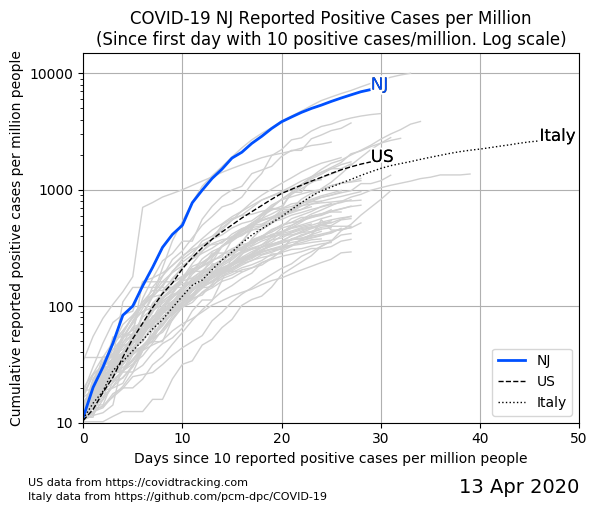 COVID-19 NJ Reported Positive Cases per Million
(Since first day with 10 positive cases/million. Log scale)
Cumulative reported positive cases per million people
10000
1000
100
10
NJ
US
Italy
NJ
US
Italy
0
10
20
30
40
50
Days since 10 reported positive cases per million people
US data from https://covidtracking.com
Italy data from https://github.com/pcm-dpc/COVID-19
13 Apr 2020